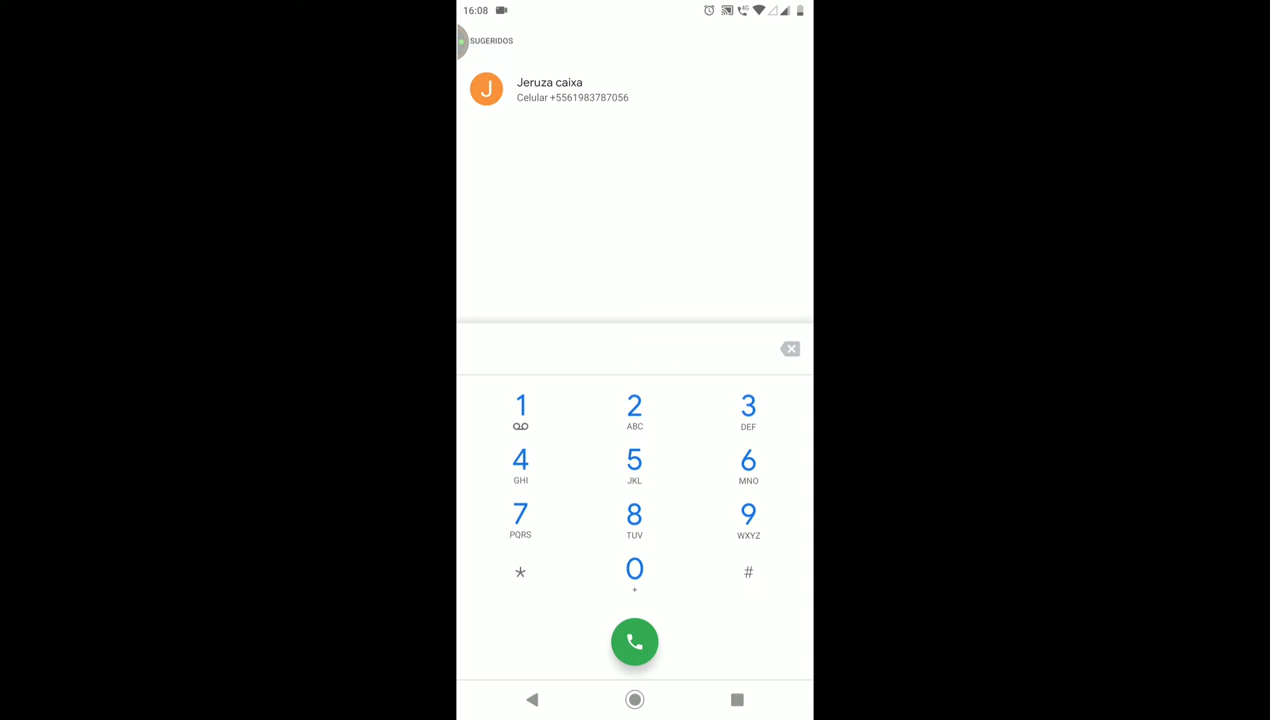 16:08
4G
SUGERIDOS
J
Jeruza caixa
Celular +5561983787056
1 2 3
ABC DEF
4 5 6
GHI JKL MNO
7 8 9
PQRS TUV WXYZ
* 0 #
+